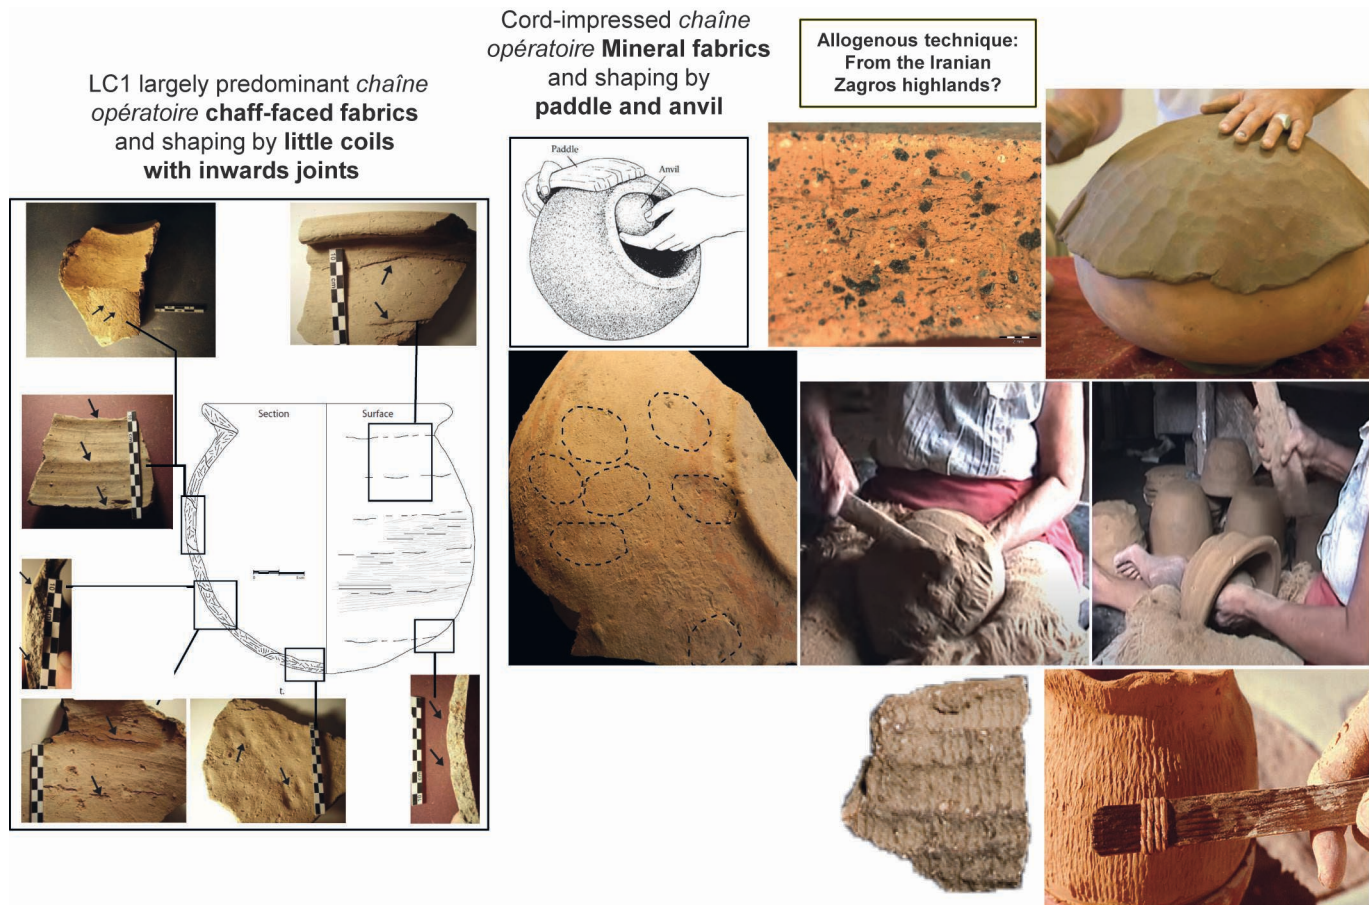 LC1 largely predominant chaîne
opératoire chaff-faced fabrics
and shaping by little coils
with inwards joints
Section
Surface
t.
Cord-impressed chaîne
opératoire Mineral fabrics
and shaping by
paddle and anvil
Paddle
Anvil
Allogenous technique:
From the Iranian
Zagros highlands?